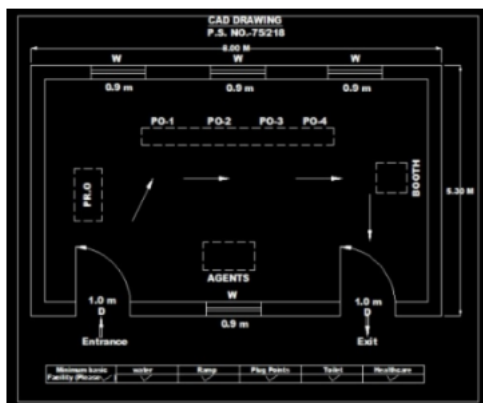 CAD DRAWING
P.S. NO.-75/218
8.00 M
W W W
0.9 m 0.9 m 0.9 m
PO-1 PO-2 PO-3 PO-4
PR.O
BOOTH
5.30 M
AGENTS
W
1.0 m 1.0 m
D D
0.9 m
Entrance Exit
Minimum basic Facility (Please ✓) water Ramp Plug Points Toilet Healthcare
✓ ✓ ✓ ✓ ✓